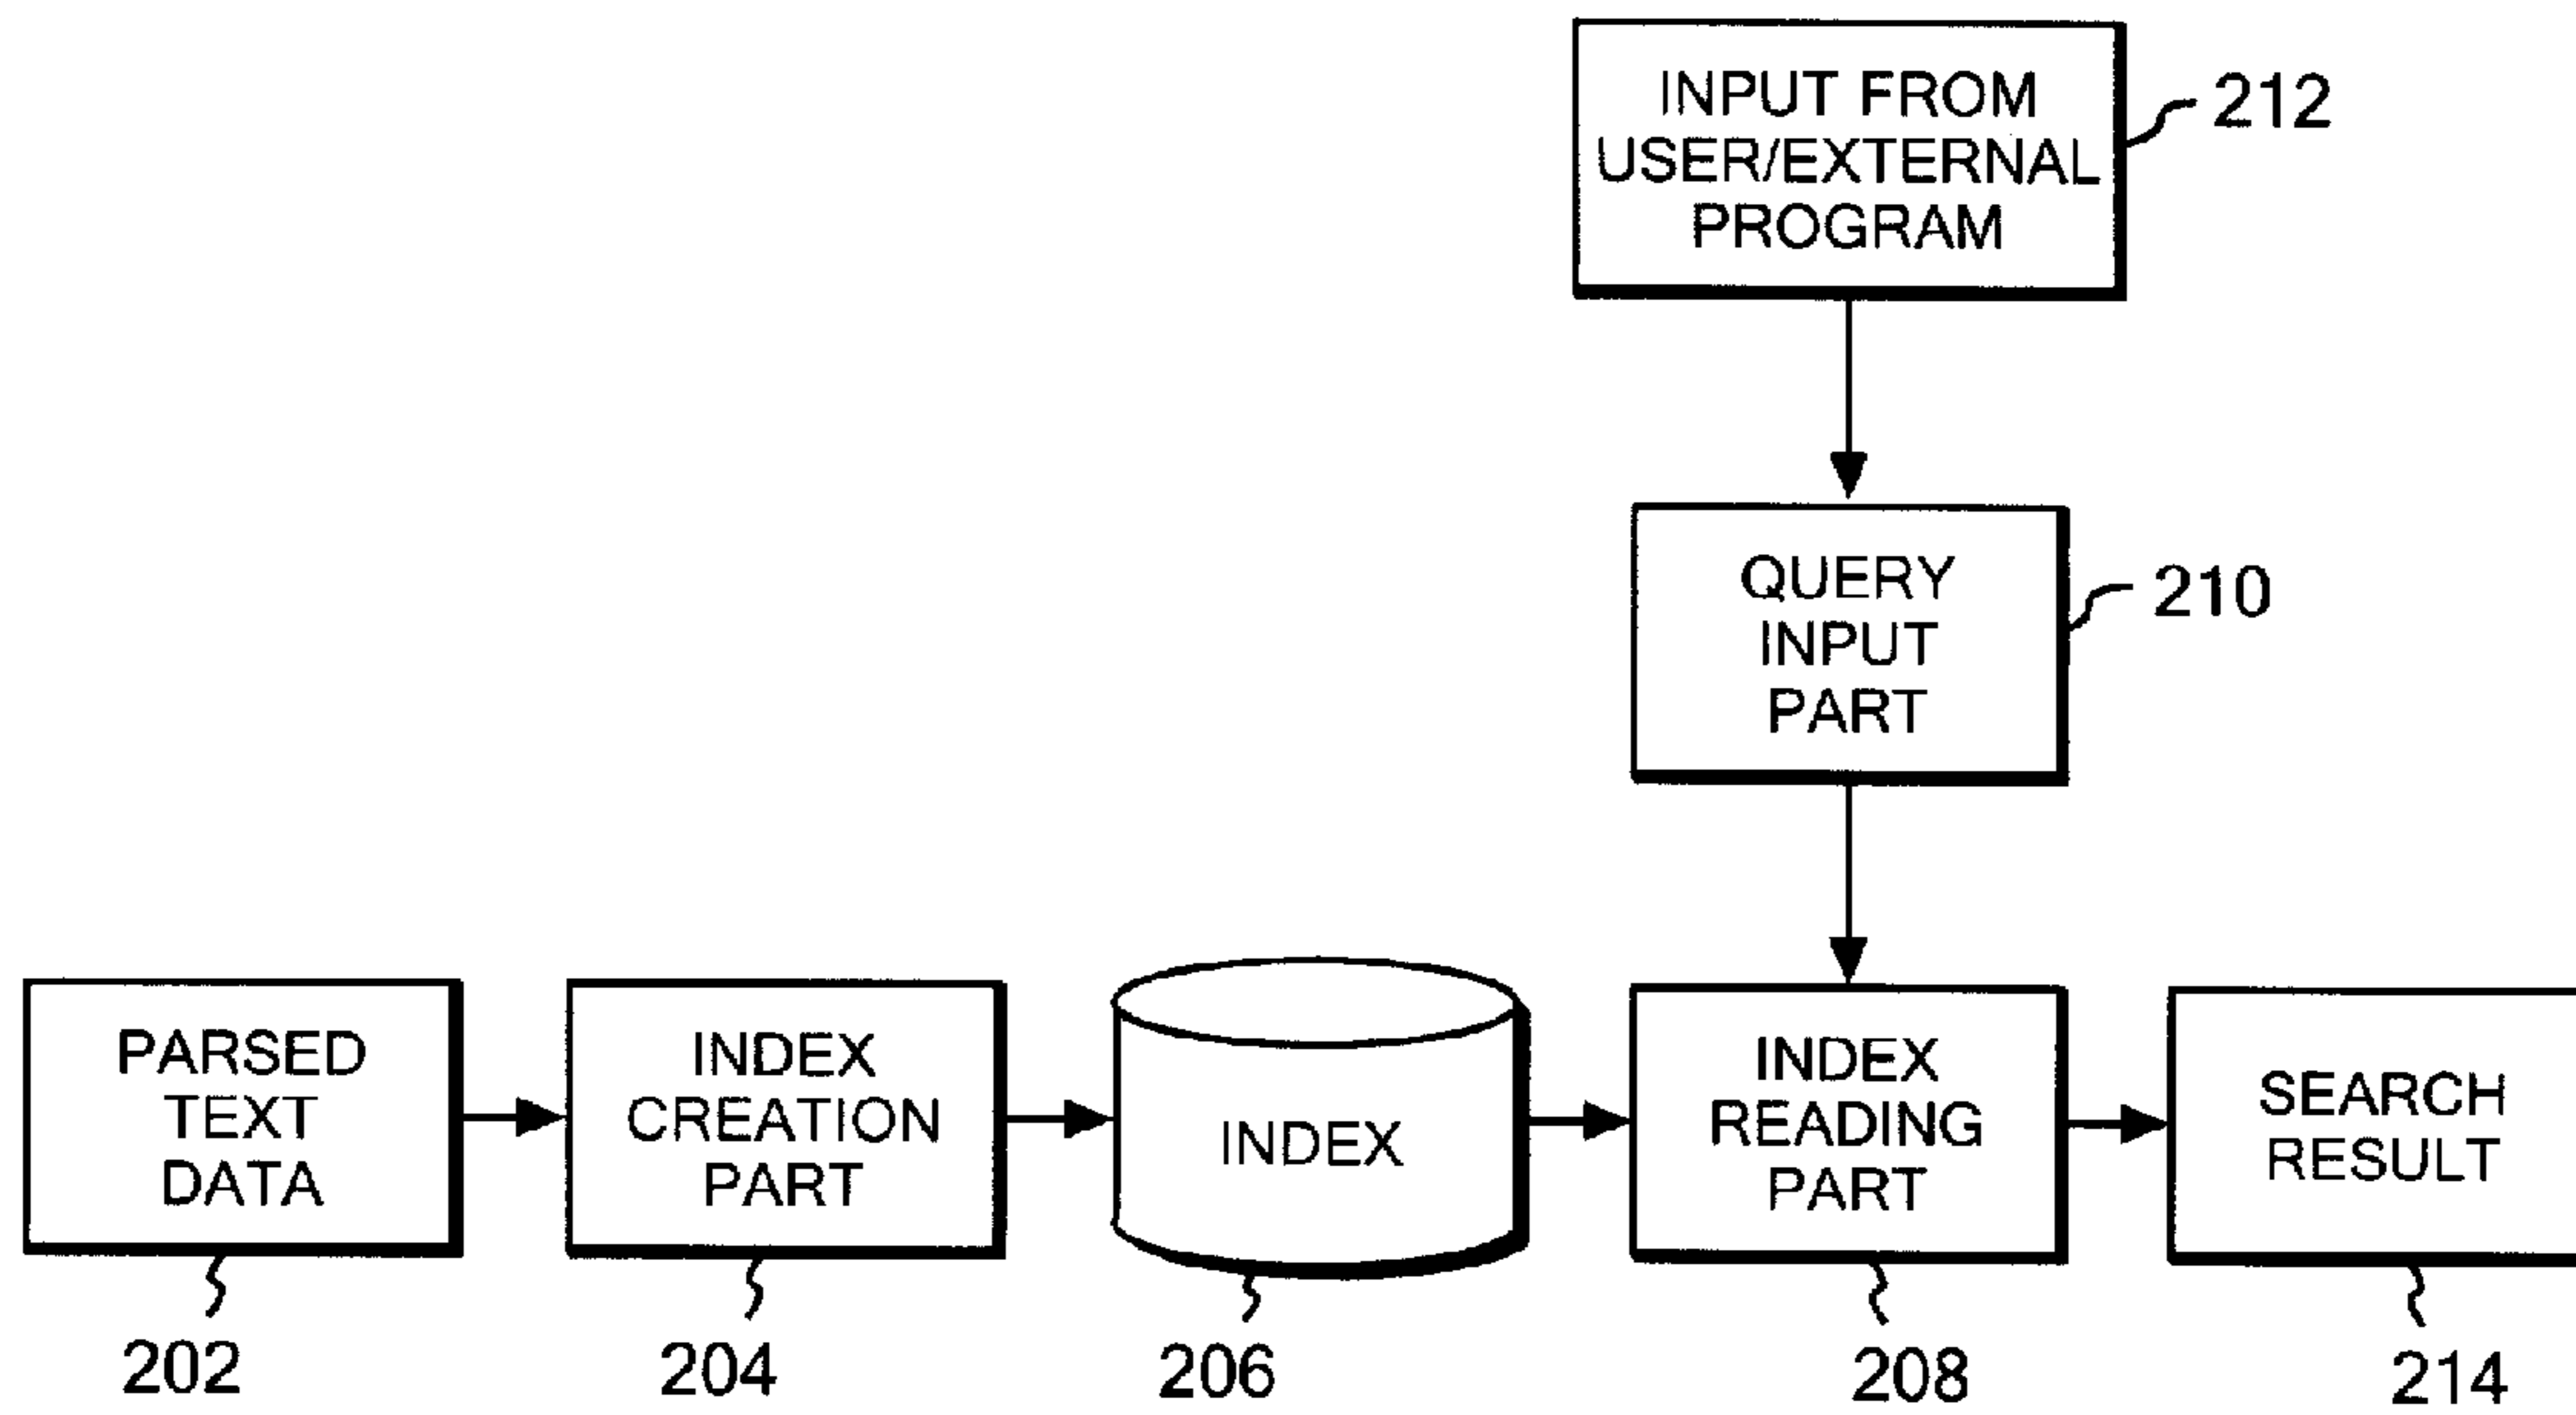 INPUT FROM
USER/EXTERNAL
PROGRAM
212
QUERY
INPUT
PART
210
PARSED
TEXT
DATA
202
INDEX
CREATION
PART
204
INDEX
206
INDEX
READING
PART
208
SEARCH
RESULT
214